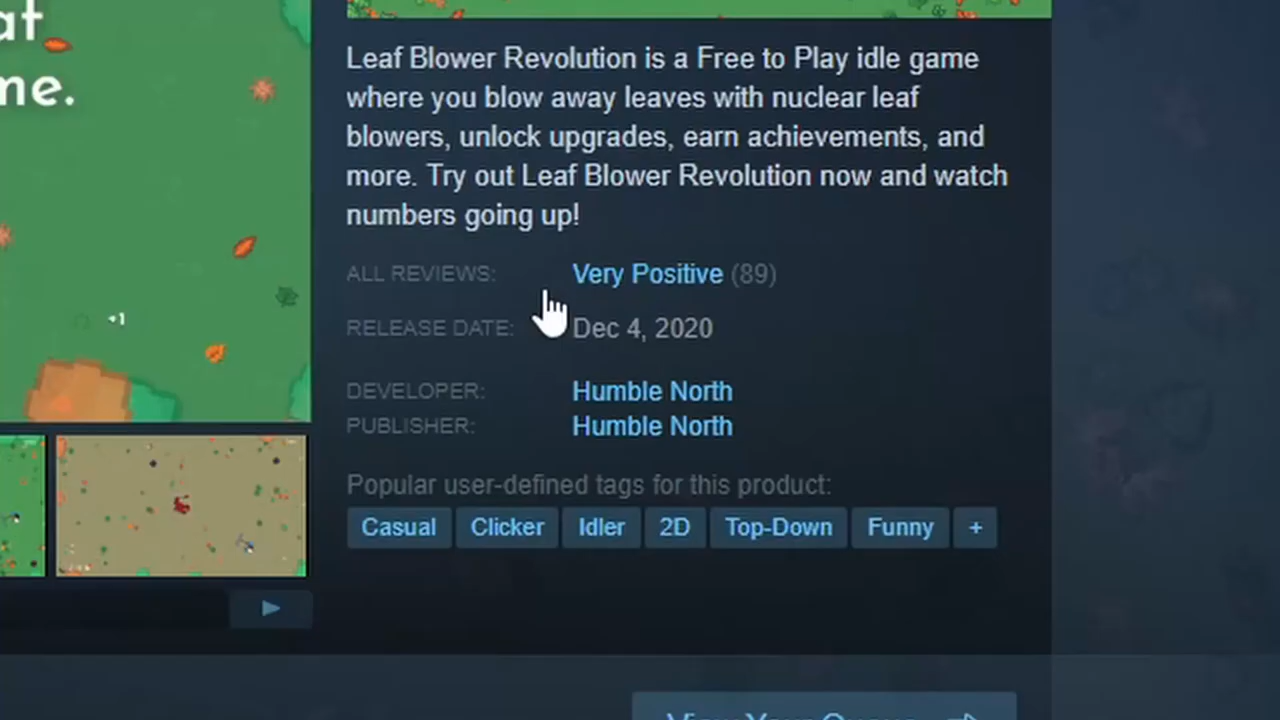 at
me.
+1
Leaf Blower Revolution is a Free to Play idle game
where you blow away leaves with nuclear leaf
blowers, unlock upgrades, earn achievements, and
more. Try out Leaf Blower Revolution now and watch
numbers going up!
ALL REVIEWS: Very Positive (89)
RELEASE DATE: Dec 4, 2020
DEVELOPER: Humble North
PUBLISHER: Humble North
Popular user-defined tags for this product:
Casual Clicker Idler 2D Top-Down Funny +
View Your Queue